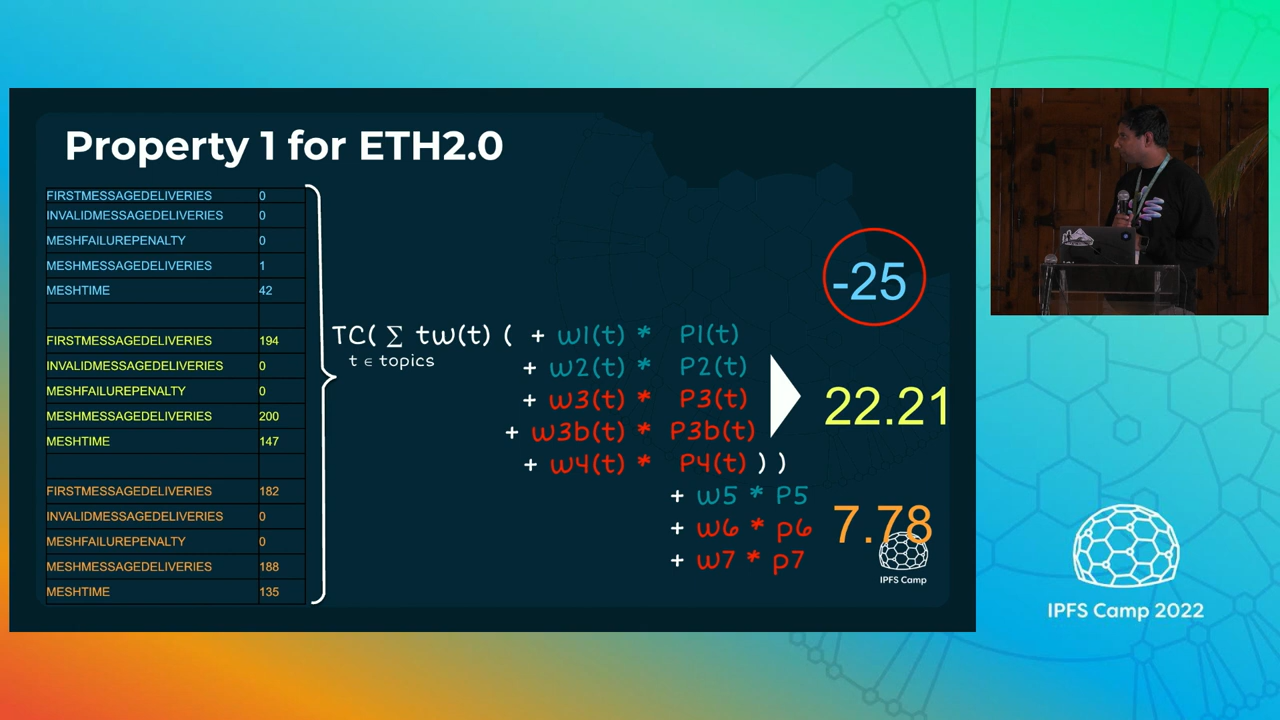 Property 1 for ETH2.0
FIRSTMESSAGEDELIVERIES 0
INVALIDMESSAGEDELIVERIES 0
MESHFAILUREPENALTY 0
MESHMESSAGEDELIVERIES 1
MESHTIME 42
FIRSTMESSAGEDELIVERIES 194
INVALIDMESSAGEDELIVERIES 0
MESHFAILUREPENALTY 0
MESHMESSAGEDELIVERIES 200
MESHTIME 147
FIRSTMESSAGEDELIVERIES 182
INVALIDMESSAGEDELIVERIES 0
MESHFAILUREPENALTY 0
MESHMESSAGEDELIVERIES 188
MESHTIME 135
TC( Σ tw(t) ( + w1(t) * P1(t)
t ∈ topics
+ w2(t) * P2(t)
+ w3(t) * P3(t)
+ w3b(t) * P3b(t)
+ w4(t) * P4(t) ) )
+ w5 * P5
+ w6 * p6
+ w7 * p7
-25
22.21
7.78
IPFS Camp
IPFS Camp 2022